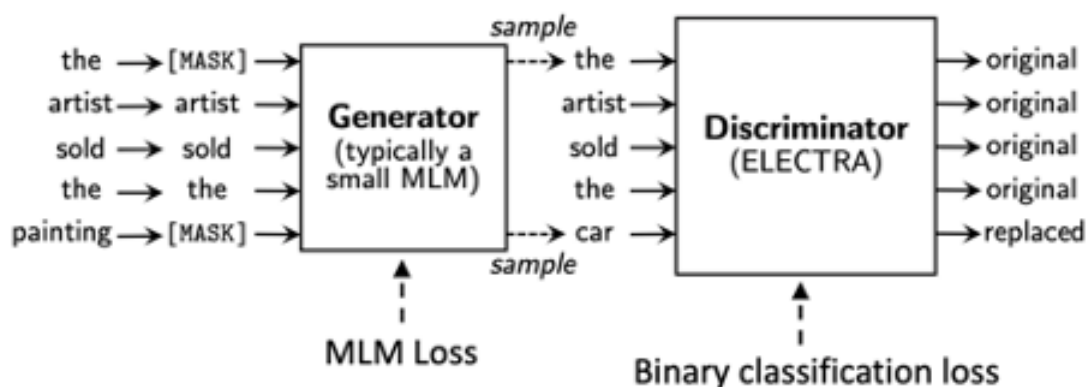 sample
the [MASK] the original
artist artist artist original
Generator
(typically a
small MLM)
Discriminator
(ELECTRA)
sold sold sold original
the the the original
painting [MASK] car replaced
sample
MLM Loss
Binary classification loss